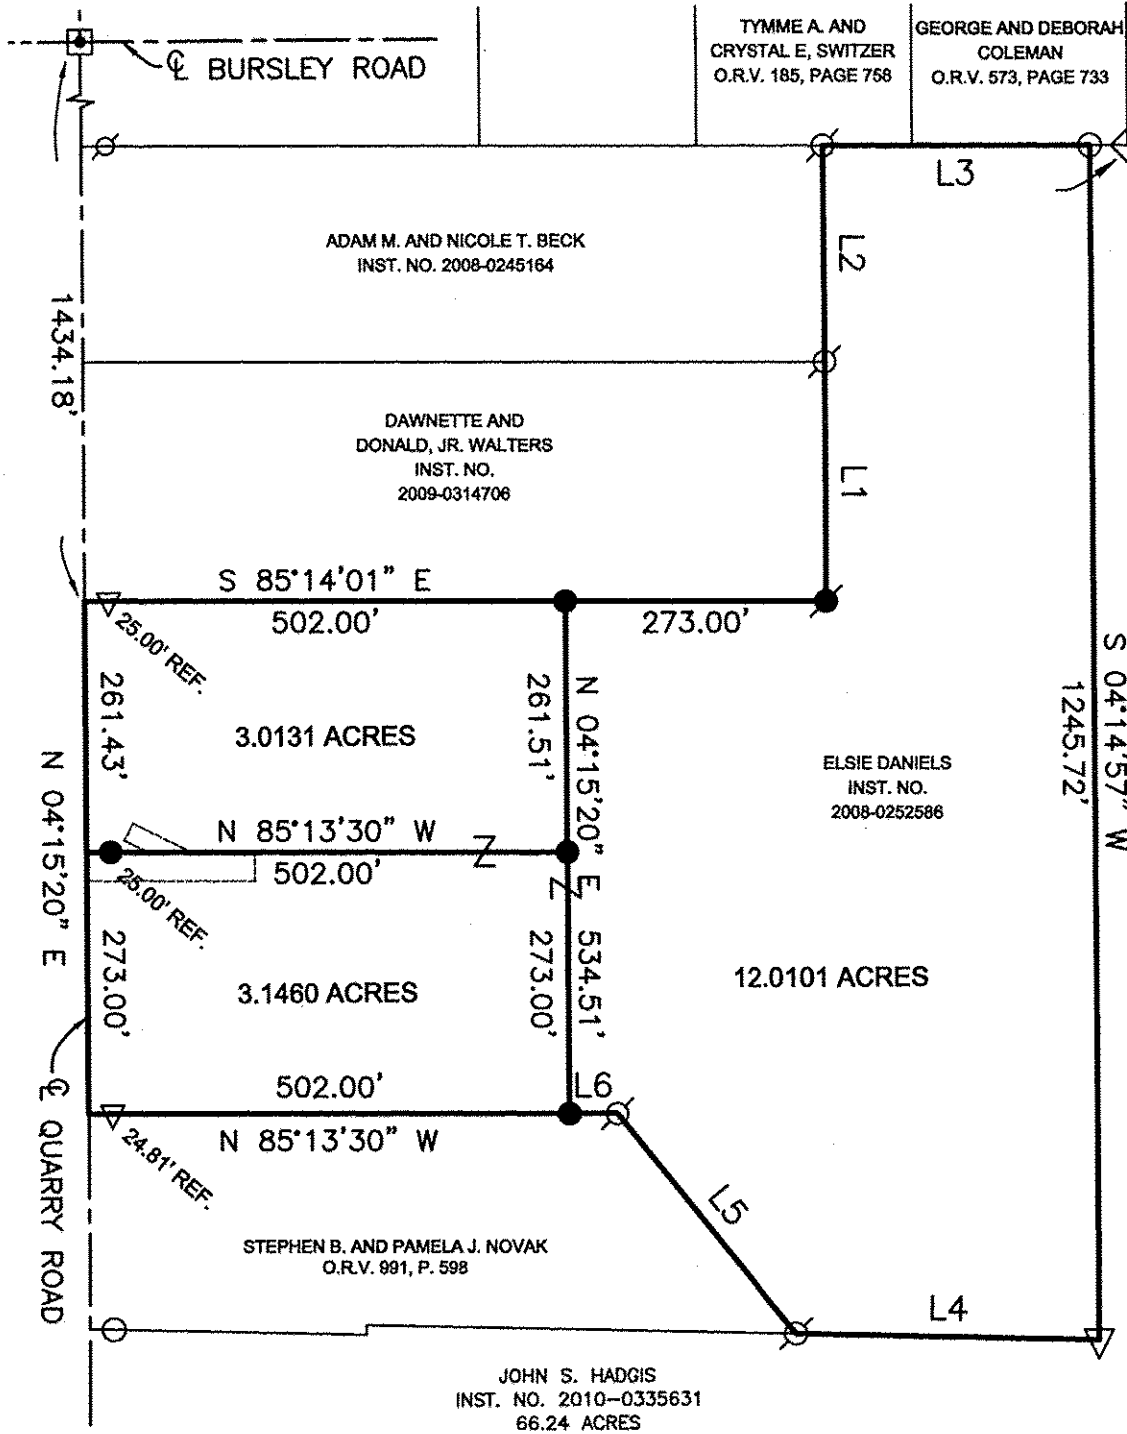 TYMME A. AND
CRYSTAL E, SWITZER
O.R.V. 185, PAGE 758
GEORGE AND DEBORAH
COLEMAN
O.R.V. 573, PAGE 733
℄ BURSLEY ROAD
L3
ADAM M. AND NICOLE T. BECK
INST. NO. 2008-0245164
L2
1434.18'
DAWNETTE AND
DONALD, JR. WALTERS
INST. NO.
2009-0314706
L1
S 85°14'01" E
502.00'
273.00'
25.00' REF.
261.43'
3.0131 ACRES
261.51'
N 04°15'20" E 534.51'
S 04°14'57" W
1245.72'
ELSIE DANIELS
INST. NO.
2008-0252586
N 04°15'20" E
N 85°13'30" W
502.00'
25.00' REF.
273.00'
3.1460 ACRES
273.00'
12.0101 ACRES
502.00'
L6
N 85°13'30" W
24.81' REF.
℄ QUARRY ROAD
L5
STEPHEN B. AND PAMELA J. NOVAK
O.R.V. 991, P. 598
L4
JOHN S. HADGIS
INST. NO. 2010-0335631
66.24 ACRES